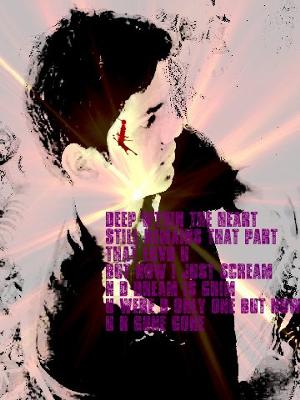 DEEP WITHIN THE HEART
STILL REMAINS THAT PART
THAT LOVD U
BUT NOW I JUST SCREAM
N D DREAM IS GRIM
U WERE D ONLY ONE BUT NOW
U R GONE GONE